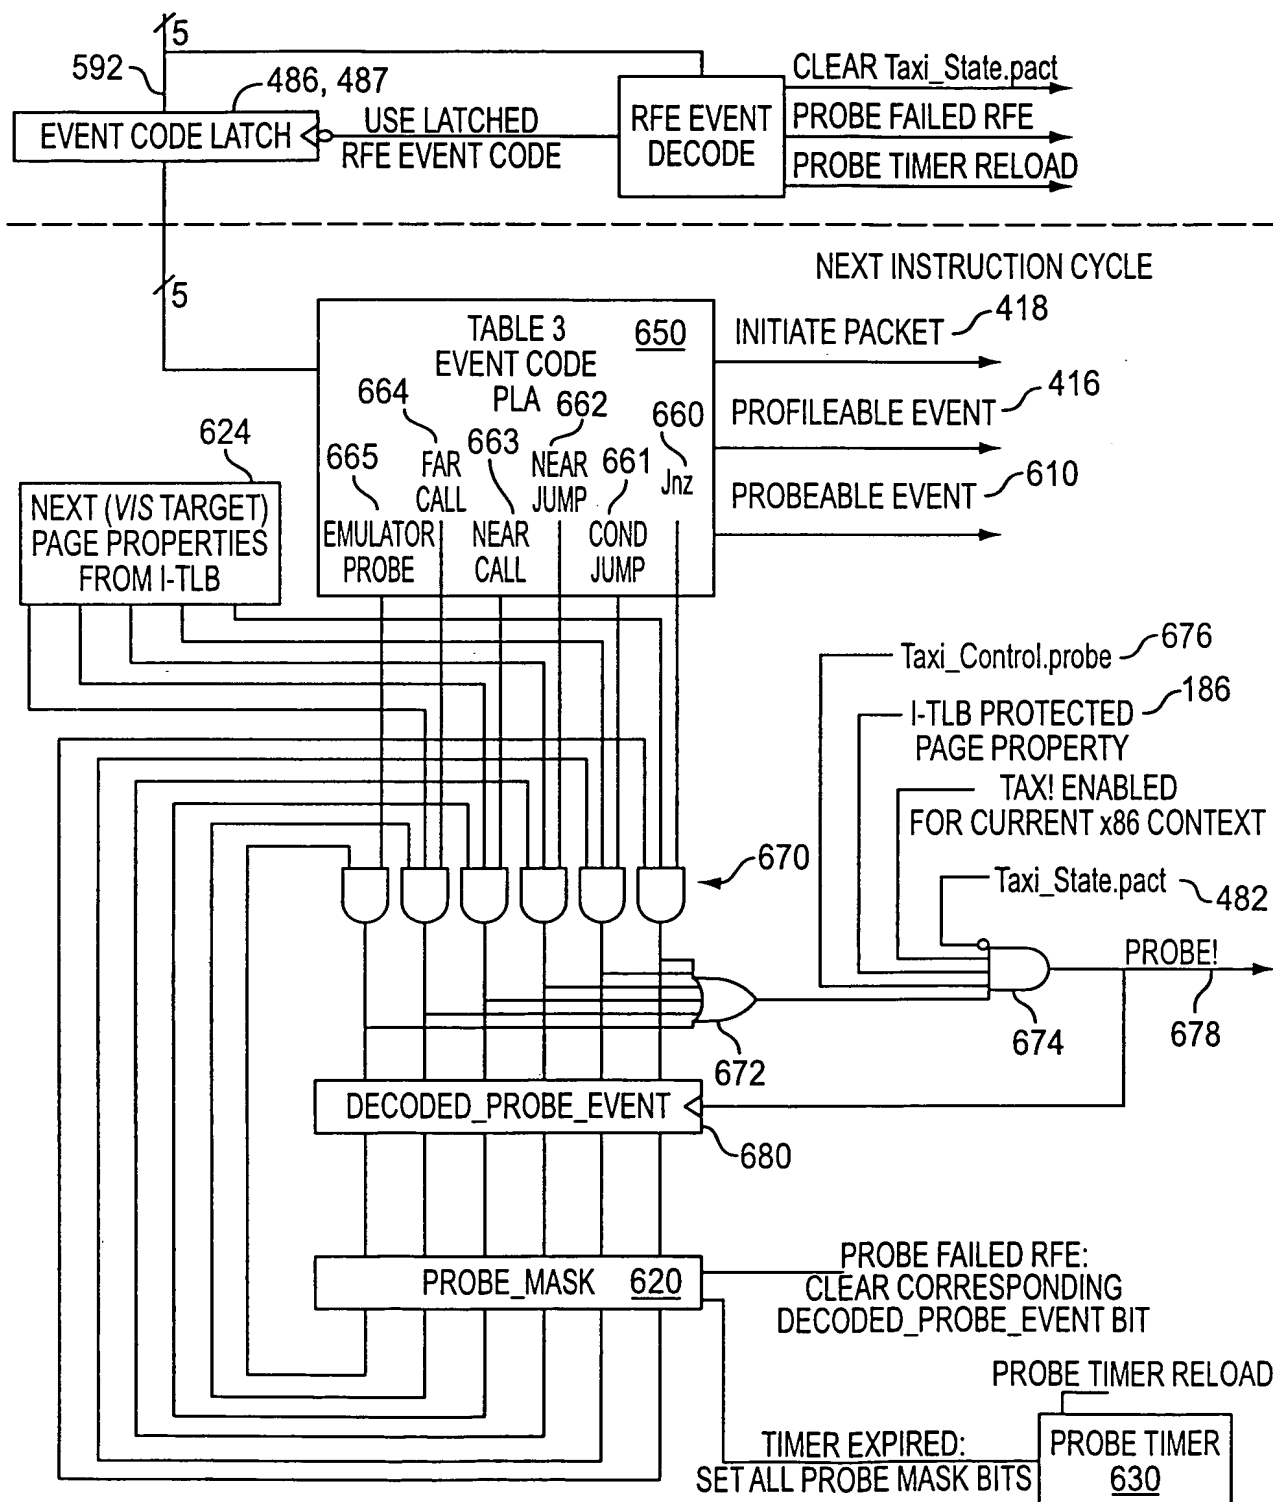 5
592
486, 487
EVENT CODE LATCH
USE LATCHED
RFE EVENT CODE
RFE EVENT
DECODE
CLEAR Taxi_State.pact
PROBE FAILED RFE
PROBE TIMER RELOAD
NEXT INSTRUCTION CYCLE
5
TABLE 3
EVENT CODE
PLA
650
INITIATE PACKET
418
PROFILEABLE EVENT
416
PROBEABLE EVENT
610
664
662
660
665
663
661
FAR
CALL
NEAR
JUMP
Jnz
EMULATOR
PROBE
NEAR
CALL
COND
JUMP
624
NEXT (VIS TARGET)
PAGE PROPERTIES
FROM I-TLB
Taxi_Control.probe
676
I-TLB PROTECTED
PAGE PROPERTY
186
TAX! ENABLED
FOR CURRENT x86 CONTEXT
Taxi_State.pact
482
670
PROBE!
672
674
678
DECODED_PROBE_EVENT
680
PROBE_MASK 620
PROBE FAILED RFE:
CLEAR CORRESPONDING
DECODED_PROBE_EVENT BIT
PROBE TIMER RELOAD
TIMER EXPIRED:
SET ALL PROBE MASK BITS
PROBE TIMER
630